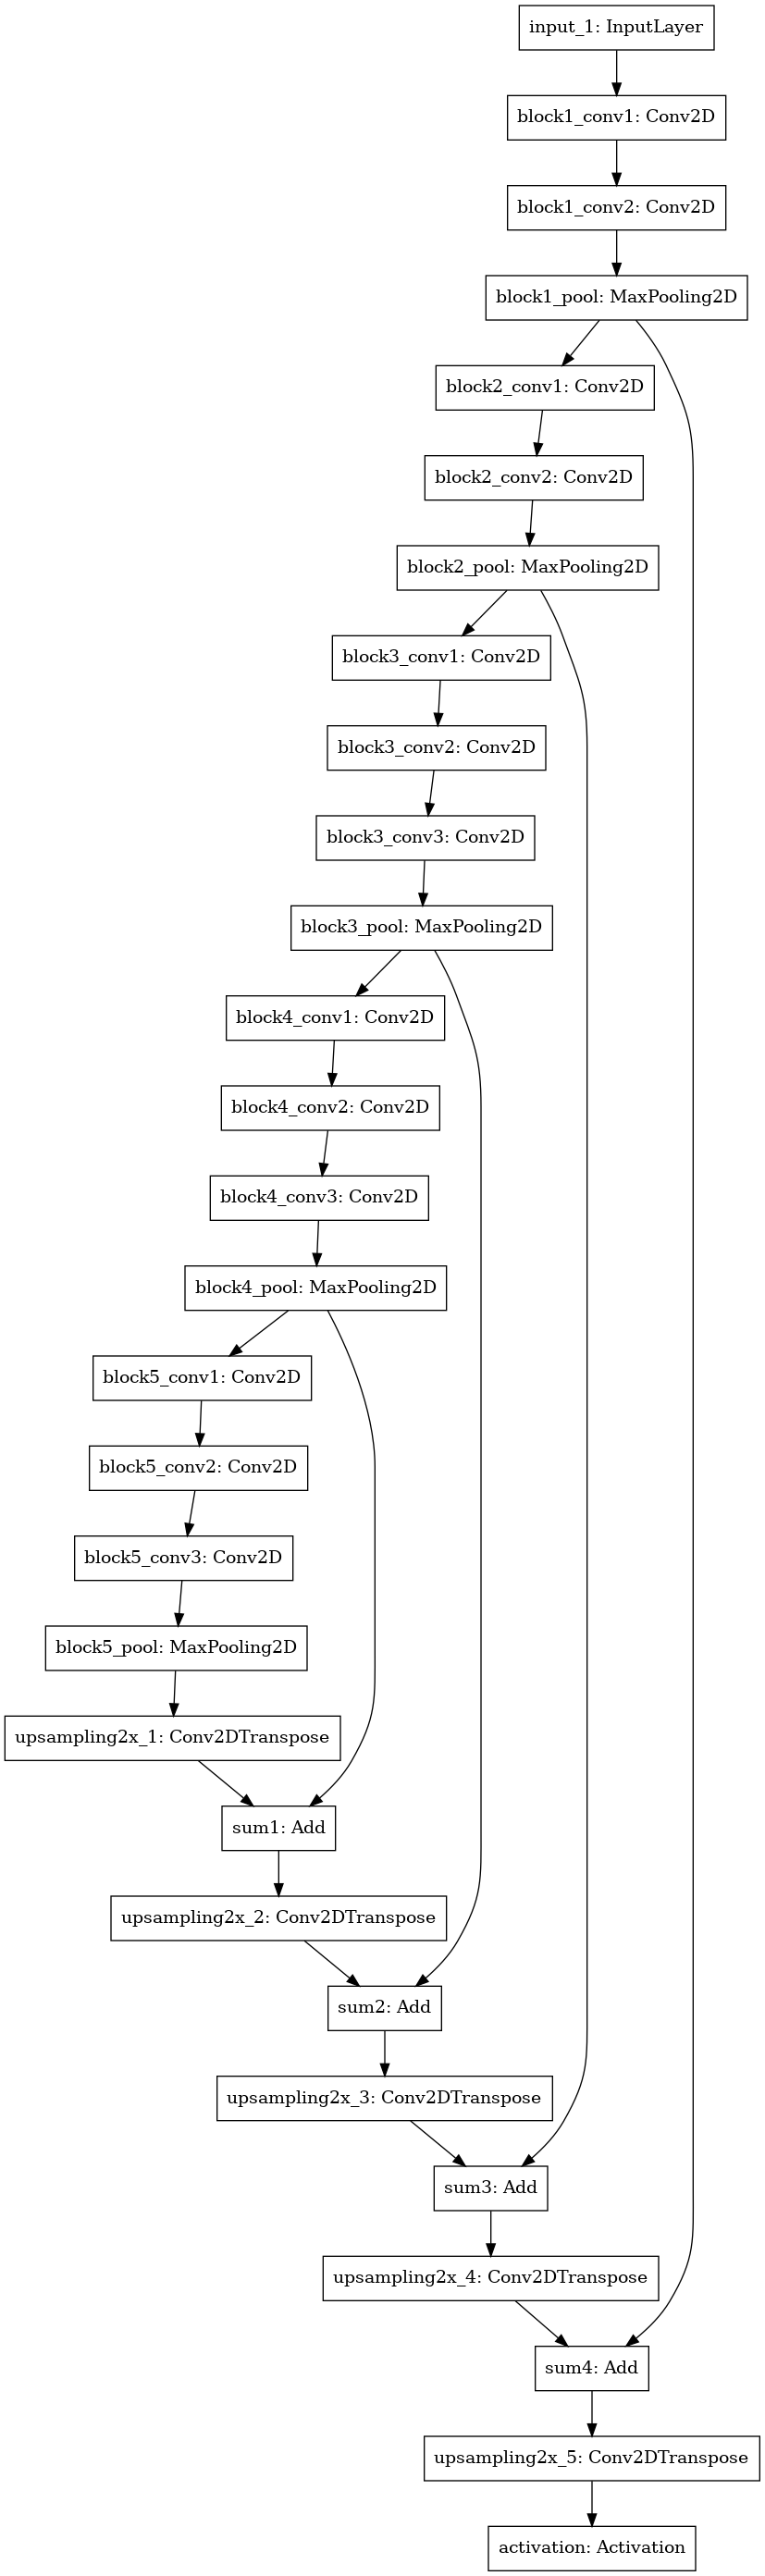 input_1: InputLayer
block1_conv1: Conv2D
block1_conv2: Conv2D
block1_pool: MaxPooling2D
block2_conv1: Conv2D
block2_conv2: Conv2D
block2_pool: MaxPooling2D
block3_conv1: Conv2D
block3_conv2: Conv2D
block3_conv3: Conv2D
block3_pool: MaxPooling2D
block4_conv1: Conv2D
block4_conv2: Conv2D
block4_conv3: Conv2D
block4_pool: MaxPooling2D
block5_conv1: Conv2D
block5_conv2: Conv2D
block5_conv3: Conv2D
block5_pool: MaxPooling2D
upsampling2x_1: Conv2DTranspose
sum1: Add
upsampling2x_2: Conv2DTranspose
sum2: Add
upsampling2x_3: Conv2DTranspose
sum3: Add
upsampling2x_4: Conv2DTranspose
sum4: Add
upsampling2x_5: Conv2DTranspose
activation: Activation